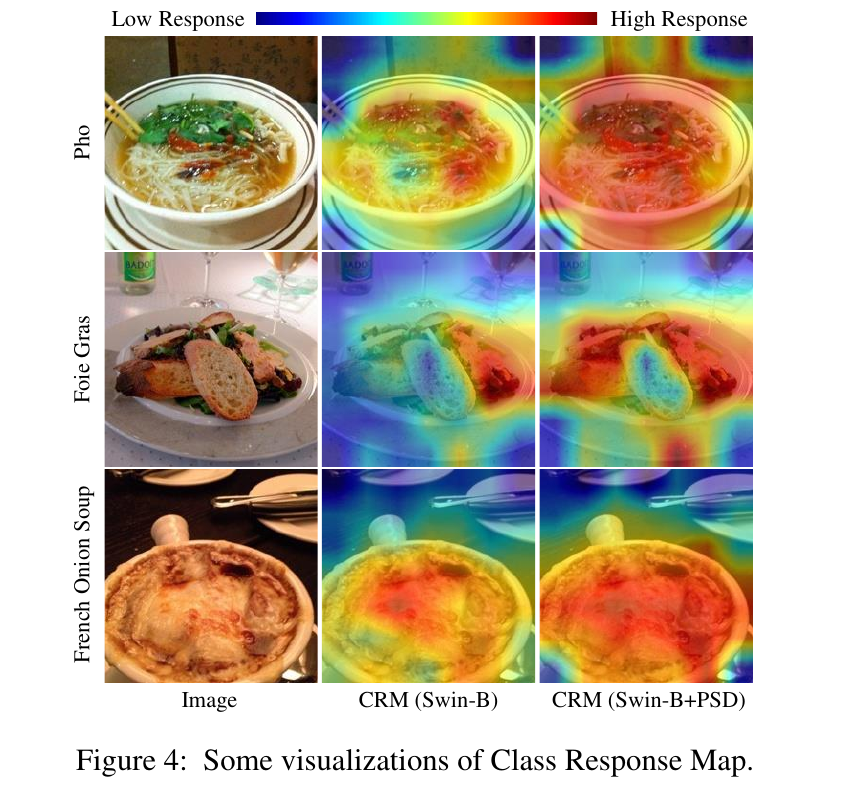 Low Response High Response
Pho
Foie Gras
French Onion Soup
BADOI
Image CRM (Swin-B) CRM (Swin-B+PSD)
Figure 4: Some visualizations of Class Response Map.